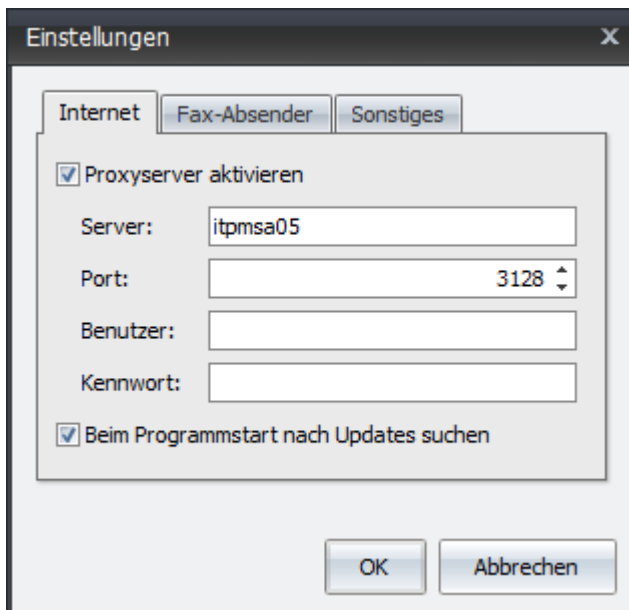 Einstellungen
Internet Fax-Absender Sonstiges
Proxyserver aktivieren
Server: itpmsa05
Port: 3128
Benutzer:
Kennwort:
Beim Programmstart nach Updates suchen
OK Abbrechen